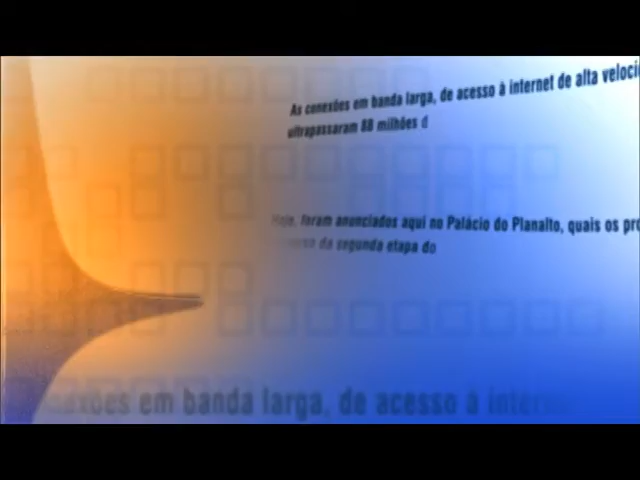 As conexões em banda larga, de acesso à internet de alta veloci
ultrapassaram 88 milhões d
Hoje, foram anunciados aqui no Palácio do Planalto, quais os pro
da segunda etapa do
exões em banda larga, de acesso à intern